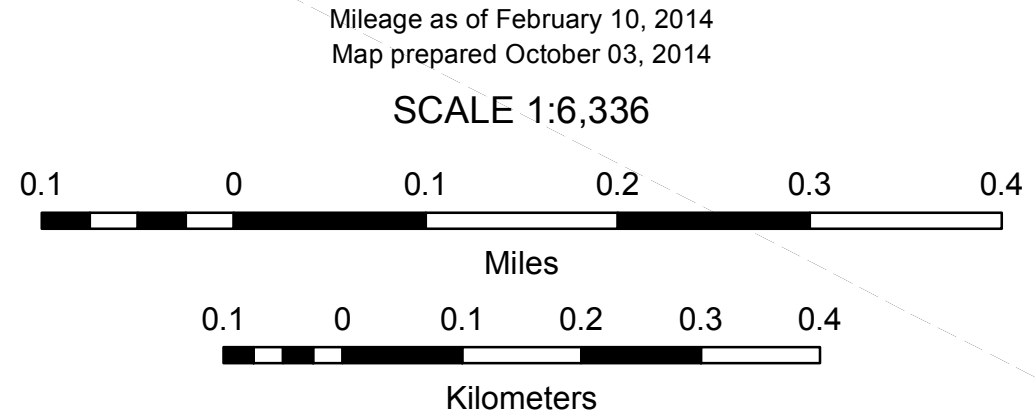 Mileage as of February 10, 2014
Map prepared October 03, 2014
SCALE 1:6,336
0.1 0 0.1 0.2 0.3 0.4
Miles
0.1 0 0.1 0.2 0.3 0.4
Kilometers